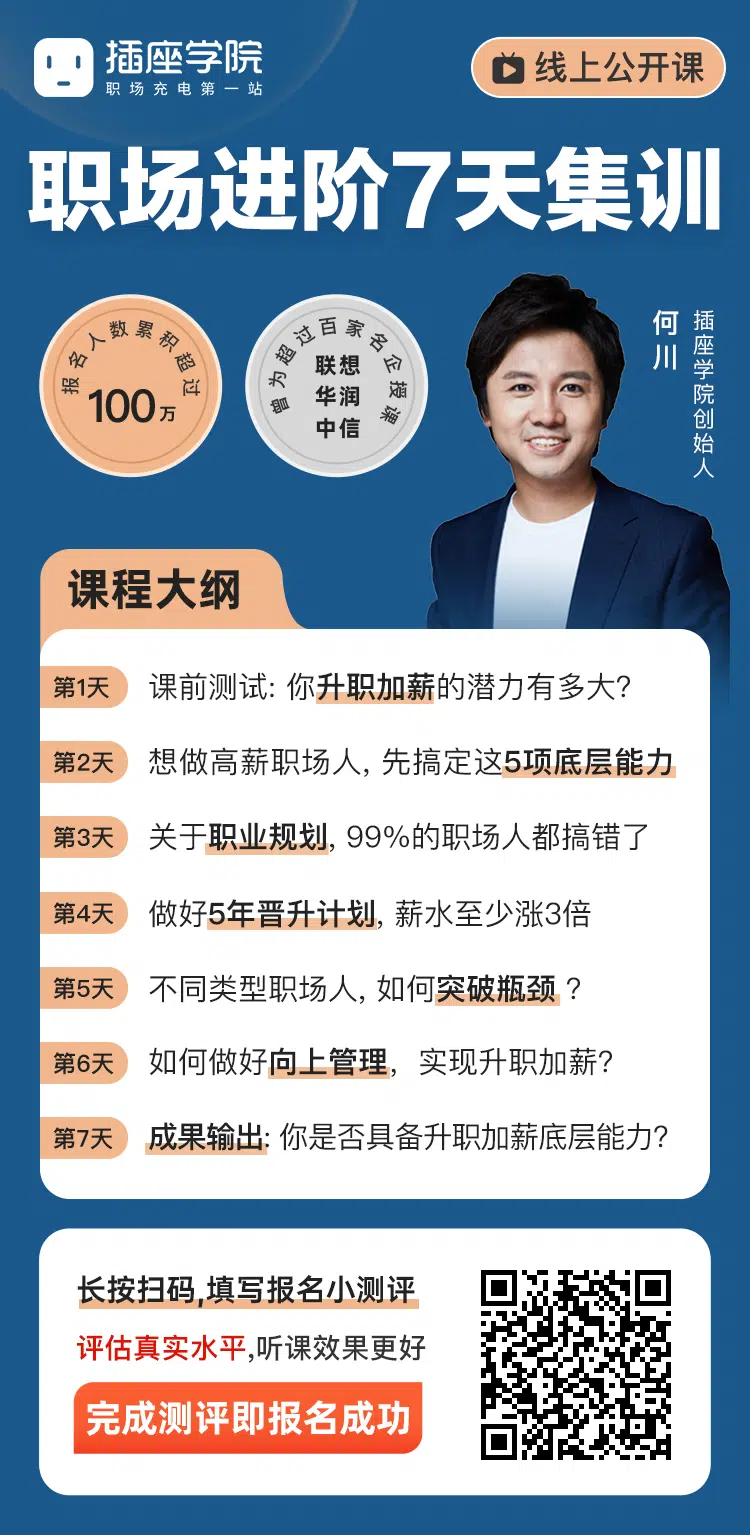 插座学院
职场充电第一站
线上公开课
职场进阶7天集训
报名人数累积超过
100万
曾为超过百家名企授课
联想
华润
中信
何川
插座学院创始人
课程大纲
第1天 课前测试: 你升职加薪的潜力有多大?
第2天 想做高薪职场人, 先搞定这5项底层能力
第3天 关于职业规划, 99%的职场人都搞错了
第4天 做好5年晋升计划, 薪水至少涨3倍
第5天 不同类型职场人, 如何突破瓶颈 ?
第6天 如何做好向上管理, 实现升职加薪?
第7天 成果输出: 你是否具备升职加薪底层能力?
长按扫码,填写报名小测评
评估真实水平,听课效果更好
完成测评即报名成功